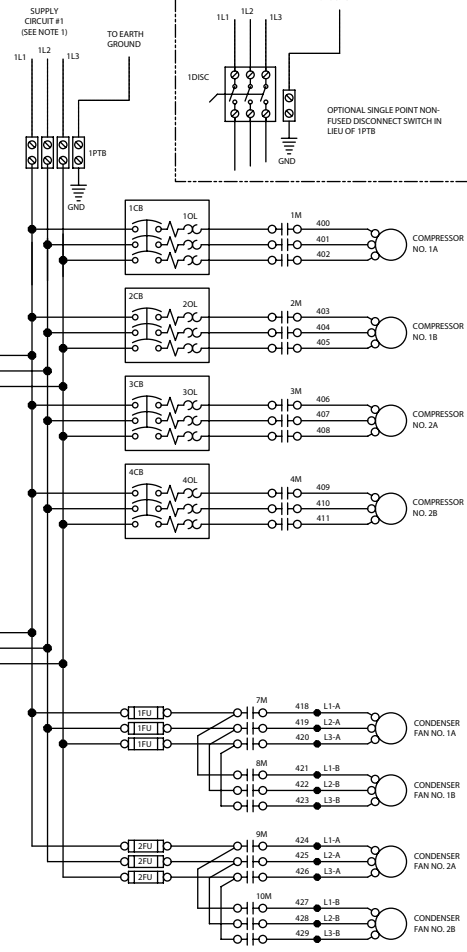 SUPPLY
CIRCUIT #1
(SEE NOTE 1)
1L1
1L2
1L3
TO EARTH
GROUND
1PTB
GND
1L1
1L2
1L3
1DISC
GND
OPTIONAL SINGLE POINT NON-
FUSED DISCONNECT SWITCH IN
LIEU OF 1PTB
1CB
1OL
1M
400
401
402
COMPRESSOR
NO. 1A
2CB
2OL
2M
403
404
405
COMPRESSOR
NO. 1B
3CB
3OL
3M
406
407
408
COMPRESSOR
NO. 2A
4CB
4OL
4M
409
410
411
COMPRESSOR
NO. 2B
1FU
1FU
1FU
7M
418 L1-A
419 L2-A
420 L3-A
CONDENSER
FAN NO. 1A
8M
421 L1-B
422 L2-B
423 L3-B
CONDENSER
FAN NO. 1B
2FU
2FU
2FU
9M
424 L1-A
425 L2-A
426 L3-A
CONDENSER
FAN NO. 2A
10M
427 L1-B
428 L2-B
429 L3-B
CONDENSER
FAN NO. 2B